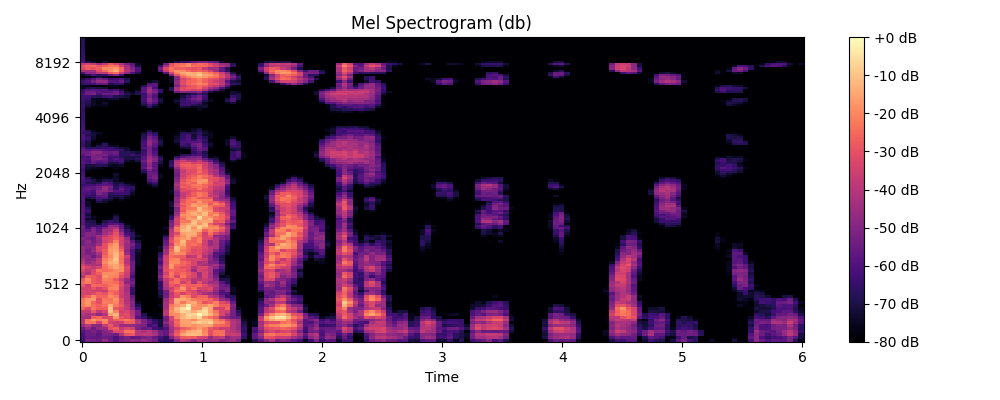 Mel Spectrogram (db)
8192
4096
2048
1024
512
0
Hz
0 1 2 3 4 5 6
Time
+0 dB
-10 dB
-20 dB
-30 dB
-40 dB
-50 dB
-60 dB
-70 dB
-80 dB